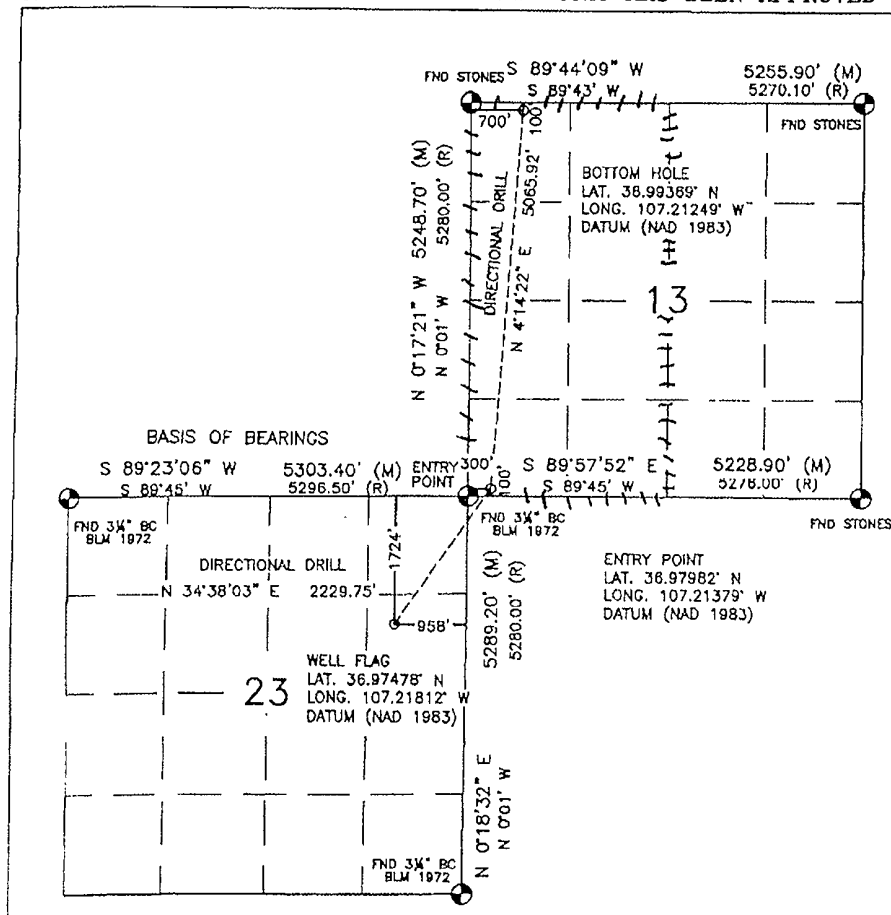 BEEN APPROVED
S 89°44'09" W 5255.90' (M)
FND STONES S 89°43' W 5270.10' (R)
FND STONES
700'
100'
BOTTOM HOLE
LAT. 36.99369° N
LONG. 107.21249° W
DATUM (NAD 1983)
DIRECTIONAL DRILL
N 4°14'22" E 5065.92'
N 0°17'21" W 5248.70' (M)
N 0°01' W 5280.00' (R)
13
BASIS OF BEARINGS
S 89°23'06" W 5303.40' (M)
S 89°45' W 5296.50' (R)
ENTRY
POINT
300'
100'
S 89°57'52" E 5228.90' (M)
S 89°45' W 5276.00' (R)
FND 3¼" BC
BLM 1972
FND 3¼" BC
BLM 1972
FND STONES
DIRECTIONAL DRILL
N 34°38'03" E 2229.75'
1724'
958'
ENTRY POINT
LAT. 36.97982° N
LONG. 107.21379° W
DATUM (NAD 1983)
WELL FLAG
LAT. 36.97478° N
LONG. 107.21812° W
DATUM (NAD 1983)
23
N 0°18'32" E 5289.20' (M)
N 0°01' W 5280.00' (R)
FND 3¼" BC
BLM 1972